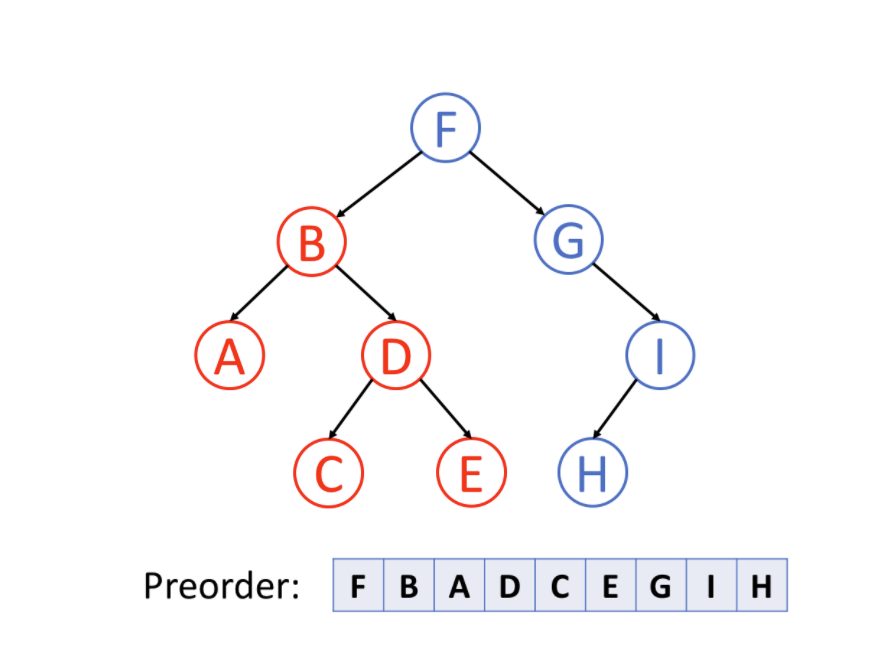 F
B G
A D I
C E H
Preorder: F B A D C E G I H